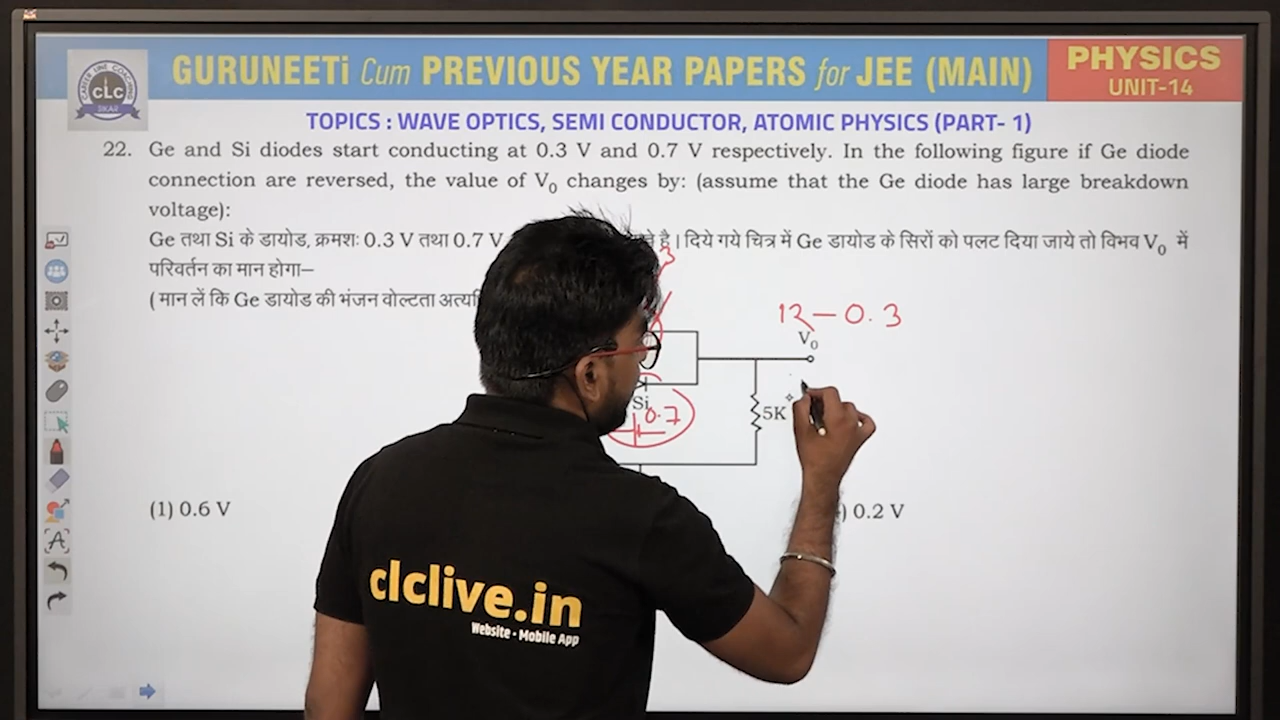 GURUNEETi Cum PREVIOUS YEAR PAPERS for JEE (MAIN)
PHYSICS
UNIT-14
CLC
SIKAR
TOPICS : WAVE OPTICS, SEMI CONDUCTOR, ATOMIC PHYSICS (PART- 1)
22. Ge and Si diodes start conducting at 0.3 V and 0.7 V respectively. In the following figure if Ge diode
connection are reversed, the value of V₀ changes by: (assume that the Ge diode has large breakdown
voltage):
Ge तथा Si के डायोड, क्रमशः 0.3 V तथा 0.7 V है। दिये गये चित्र में Ge डायोड के सिरों को पलट दिया जाये तो विभव V₀ में
परिवर्तन का मान होगा–
( मान लें कि Ge डायोड की भंजन वोल्टता
3
12 – 0.3
V₀
Si
0.7
5K
(1) 0.6 V
) 0.2 V
clclive.in
Website · Mobile App